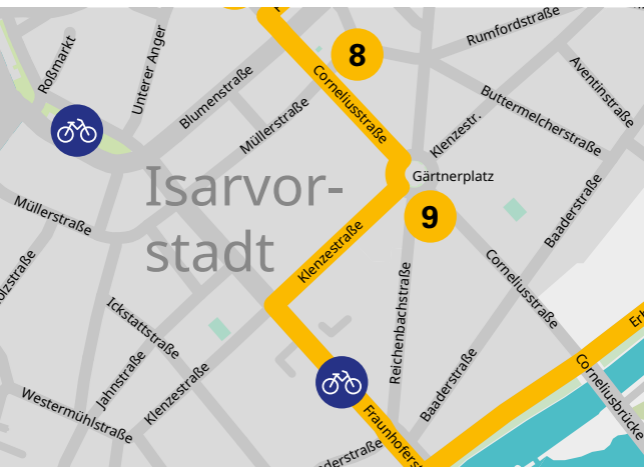 Rumfordstraße
8
Roßmarkt
Unterer Anger
Blumenstraße
Corneliusstraße
Aventinstraße
Buttermelcherstraße
Müllerstraße
Klenzestr.
Gärtnerplatz
Isarvor-
stadt
Müllerstraße
9
Baaderstraße
Klenzestraße
Corneliusstraße
Reichenbachstraße
Ickstattstraße
Jahnstraße
Klenzestraße
Baaderstraße
Corneliusbrücke
Westermühlstraße